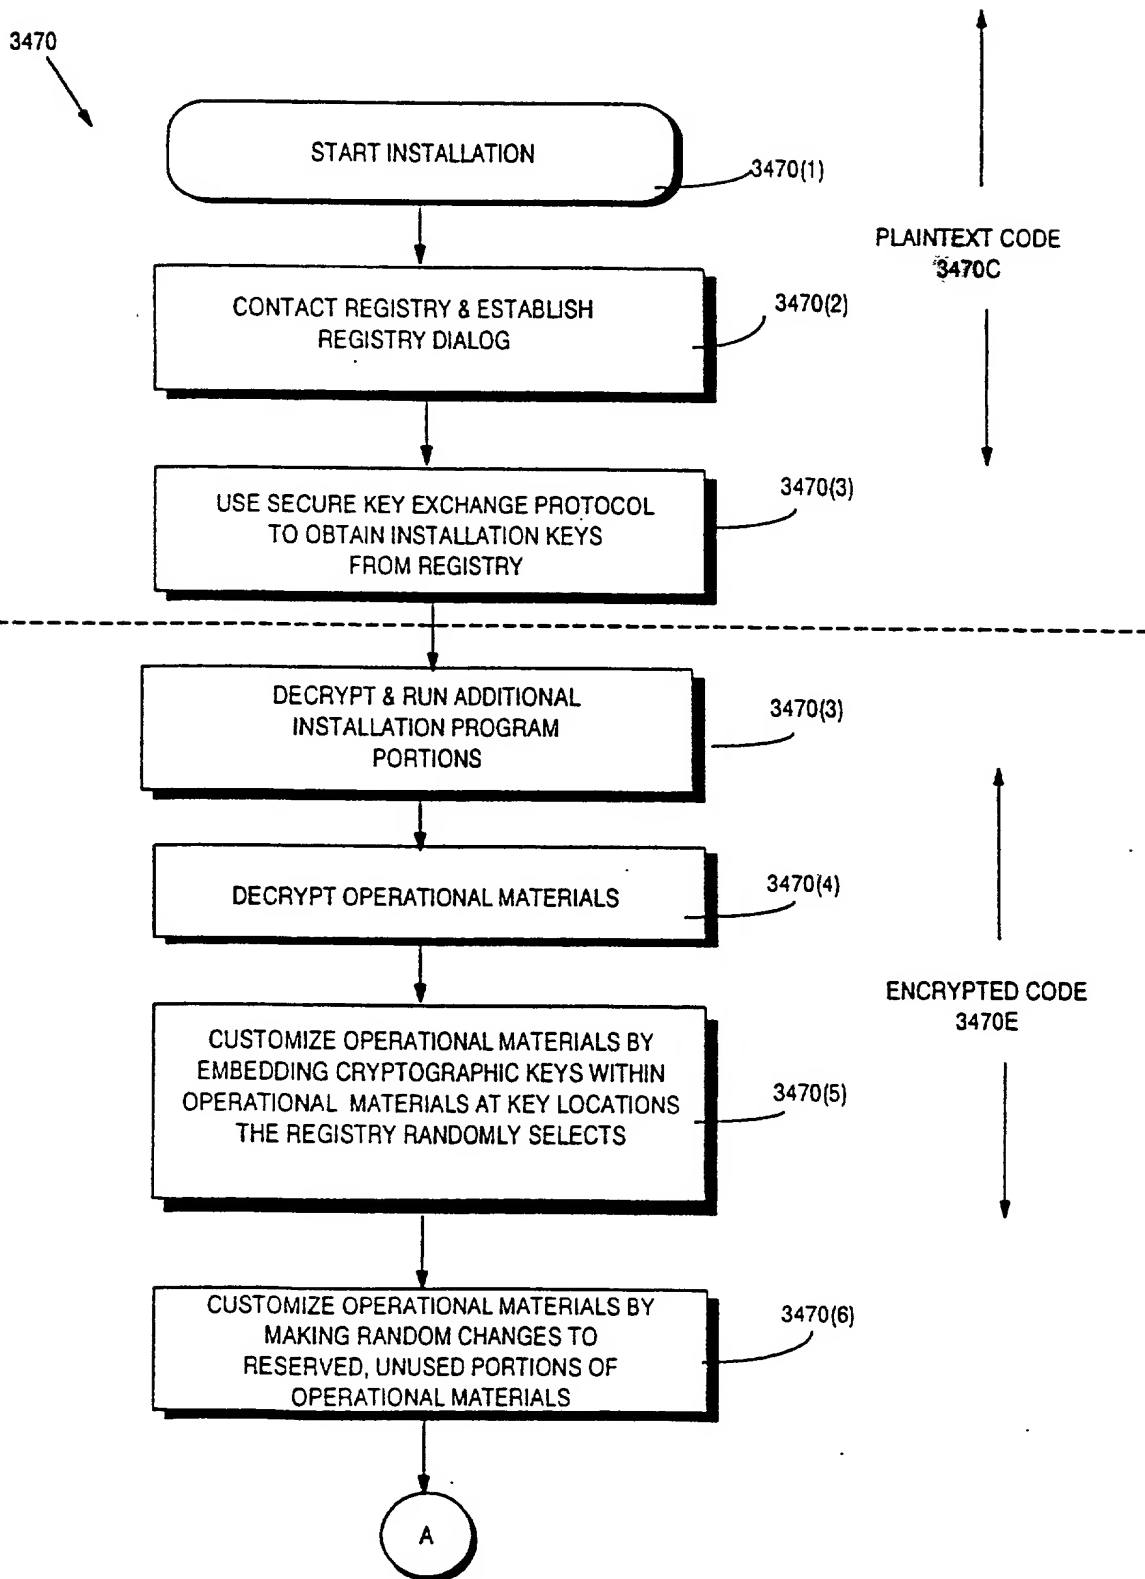 3470
START INSTALLATION
3470(1)
PLAINTEXT CODE
3470C
CONTACT REGISTRY & ESTABLISH
REGISTRY DIALOG
3470(2)
USE SECURE KEY EXCHANGE PROTOCOL
TO OBTAIN INSTALLATION KEYS
FROM REGISTRY
3470(3)
DECRYPT & RUN ADDITIONAL
INSTALLATION PROGRAM
PORTIONS
3470(3)
DECRYPT OPERATIONAL MATERIALS
3470(4)
ENCRYPTED CODE
3470E
CUSTOMIZE OPERATIONAL MATERIALS BY
EMBEDDING CRYPTOGRAPHIC KEYS WITHIN
OPERATIONAL MATERIALS AT KEY LOCATIONS
THE REGISTRY RANDOMLY SELECTS
3470(5)
CUSTOMIZE OPERATIONAL MATERIALS BY
MAKING RANDOM CHANGES TO
RESERVED, UNUSED PORTIONS OF
OPERATIONAL MATERIALS
3470(6)
A